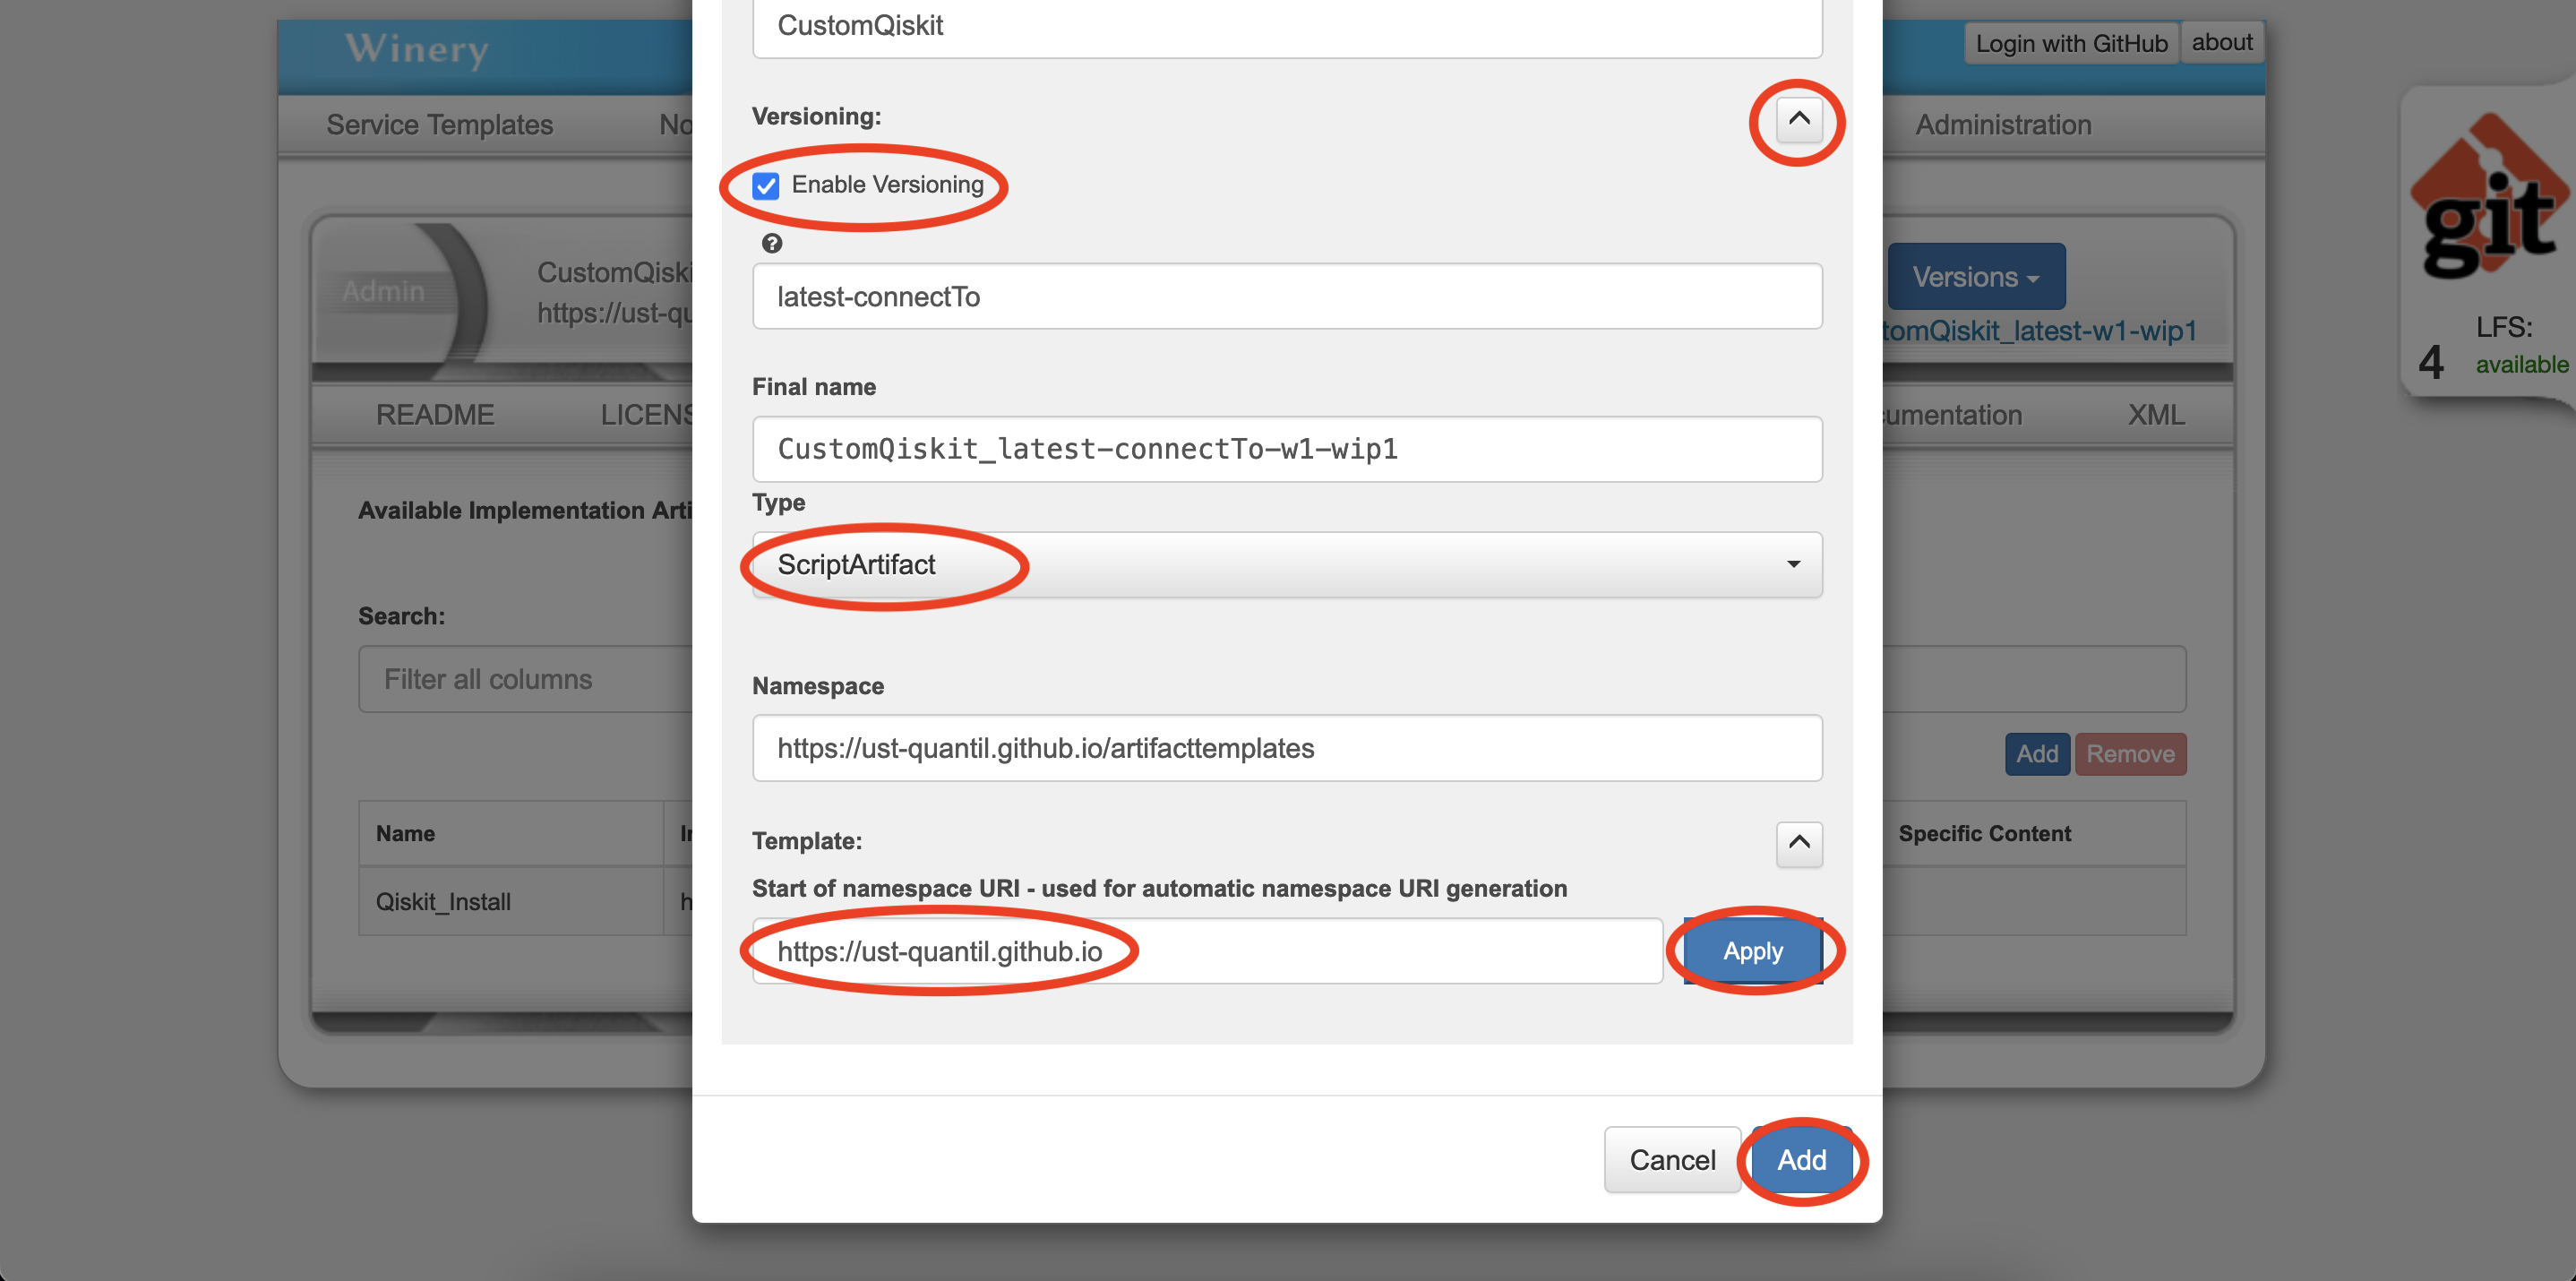 Winery
Login with GitHub
about
Service Templates
No
Administration
CustomQiskit
Versioning:
Enable Versioning
?
latest-connectTo
Final name
CustomQiskit_latest-connectTo-w1-wip1
Type
ScriptArtifact
Namespace
https://ust-quantil.github.io/artifacttemplates
Template:
Start of namespace URI - used for automatic namespace URI generation
https://ust-quantil.github.io
Apply
Cancel
Add
Admin
CustomQiski
https://ust-qu
Versions
tomQiskit_latest-w1-wip1
README
LICENS
cumentation
XML
Available Implementation Arti
Search:
Filter all columns
Add
Remove
Name
Specific Content
Qiskit_Install
h
git
LFS:
4
available